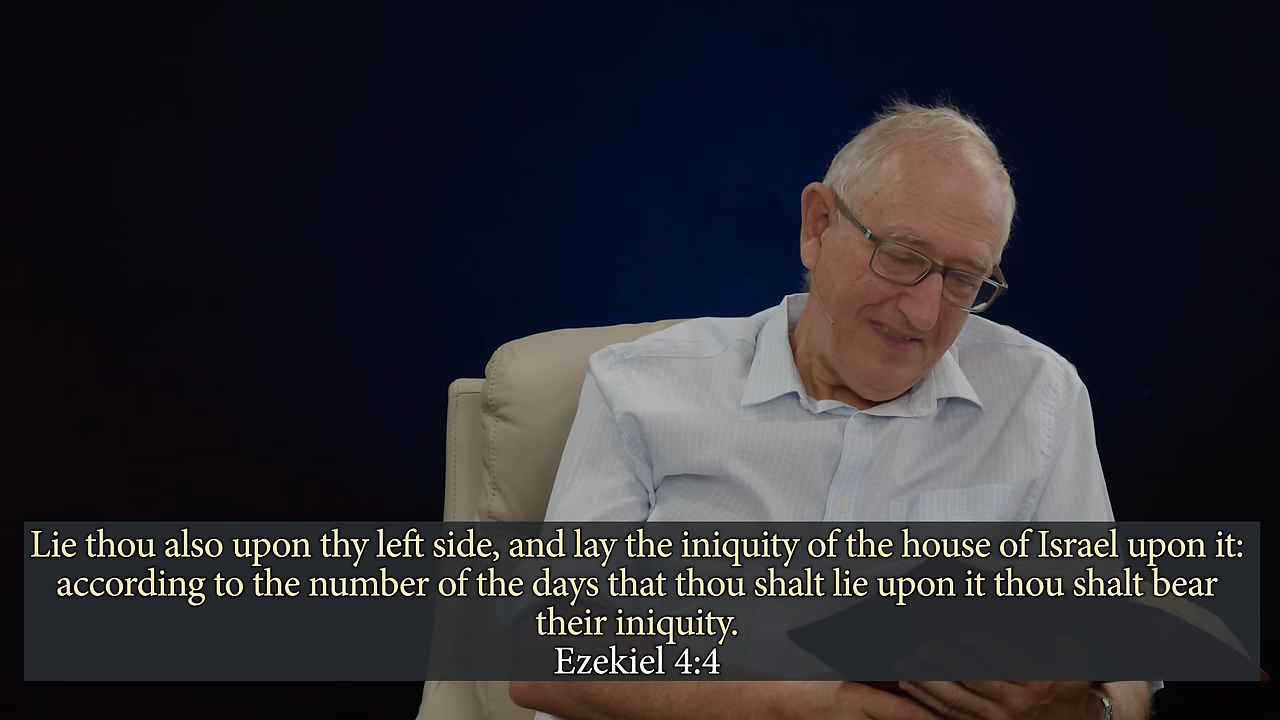 Lie thou also upon thy left side, and lay the iniquity of the house of Israel upon it:
according to the number of the days that thou shalt lie upon it thou shalt bear
their iniquity.
Ezekiel 4:4